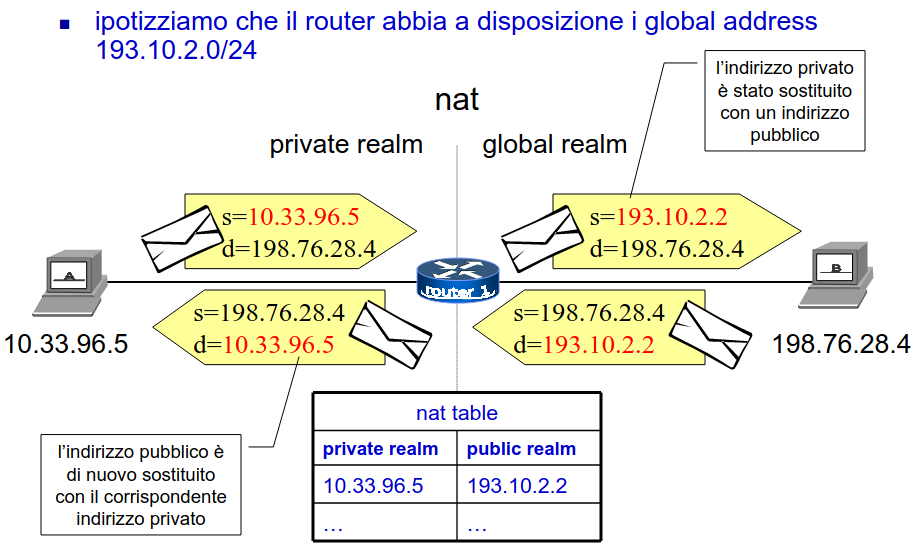 ipotizziamo che il router abbia a disposizione i global address
193.10.2.0/24
l'indirizzo privato
è stato sostituito
con un indirizzo
pubblico
nat
private realm
global realm
s=10.33.96.5
d=198.76.28.4
s=193.10.2.2
d=198.76.28.4
A
router 1
B
s=198.76.28.4
d=10.33.96.5
s=198.76.28.4
d=193.10.2.2
10.33.96.5
198.76.28.4
nat table
private realm
public realm
10.33.96.5
193.10.2.2
…
…
l'indirizzo pubblico è
di nuovo sostituito
con il corrispondente
indirizzo privato